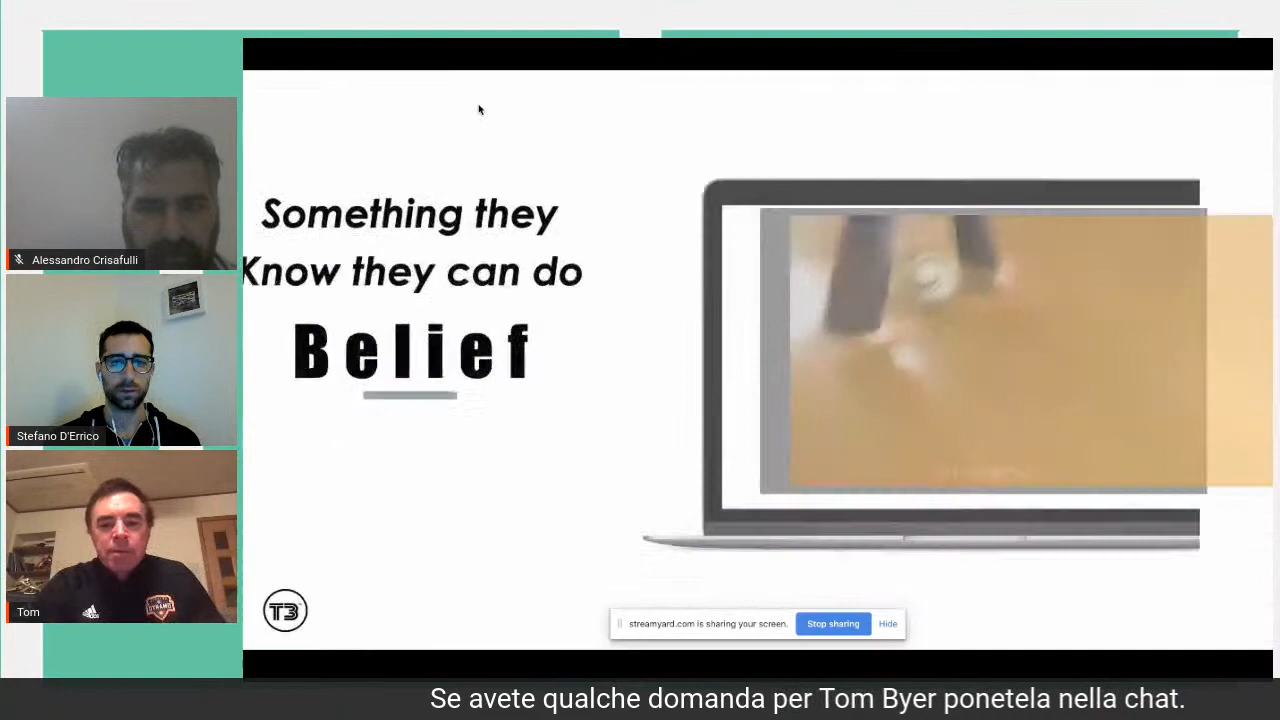 Alessandro Crisafulli
Stefano D'Errico
Tom
DYNAMO
Something they
Know they can do
Belief
T3
streamyard.com is sharing your screen.
Stop sharing
Hide
Se avete qualche domanda per Tom Byer ponetela nella chat.